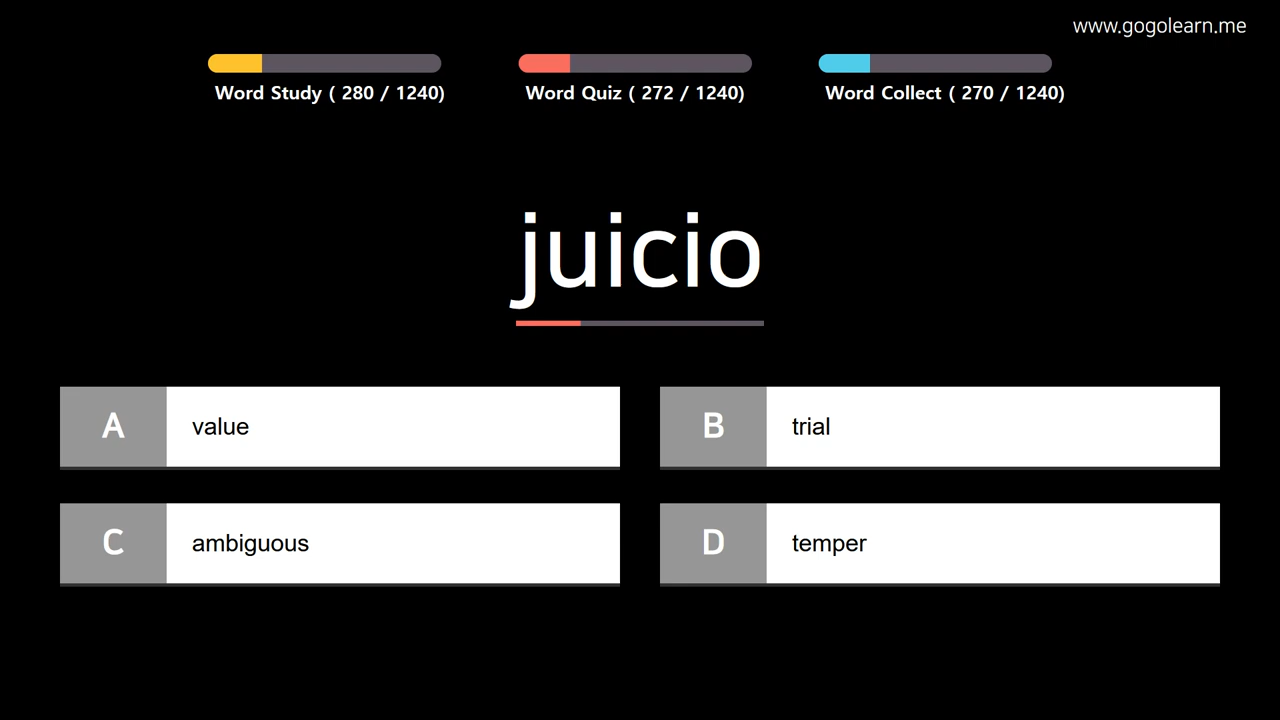 www.gogolearn.me
Word Study ( 280 / 1240)
Word Quiz ( 272 / 1240)
Word Collect ( 270 / 1240)
juicio
A value
B trial
C ambiguous
D temper